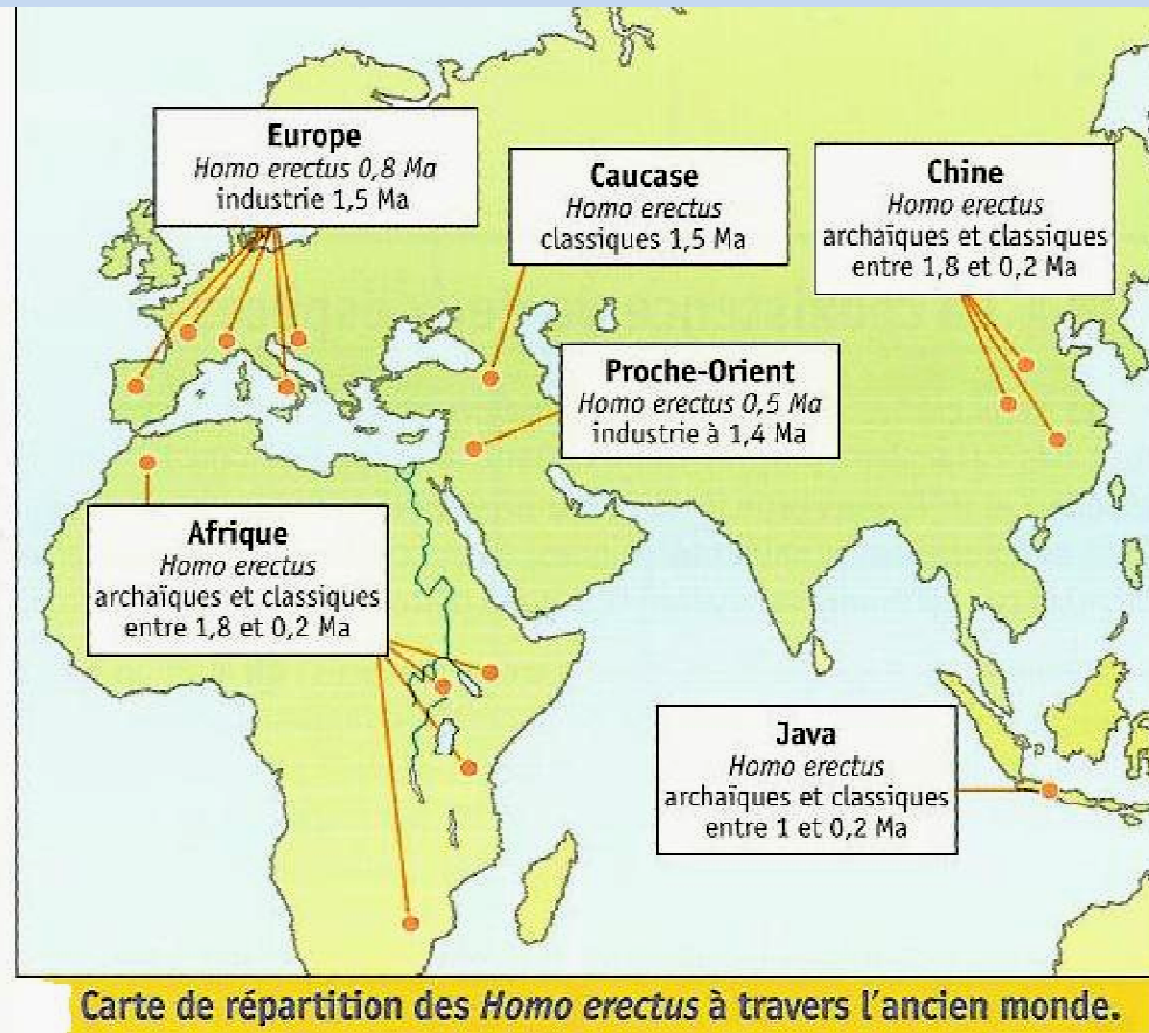 Europe
Homo erectus 0,8 Ma
industrie 1,5 Ma
Caucase
Homo erectus
classiques 1,5 Ma
Chine
Homo erectus
archaïques et classiques
entre 1,8 et 0,2 Ma
Proche-Orient
Homo erectus 0,5 Ma
industrie à 1,4 Ma
Afrique
Homo erectus
archaïques et classiques
entre 1,8 et 0,2 Ma
Java
Homo erectus
archaïques et classiques
entre 1 et 0,2 Ma
Carte de répartition des Homo erectus à travers l'ancien monde.